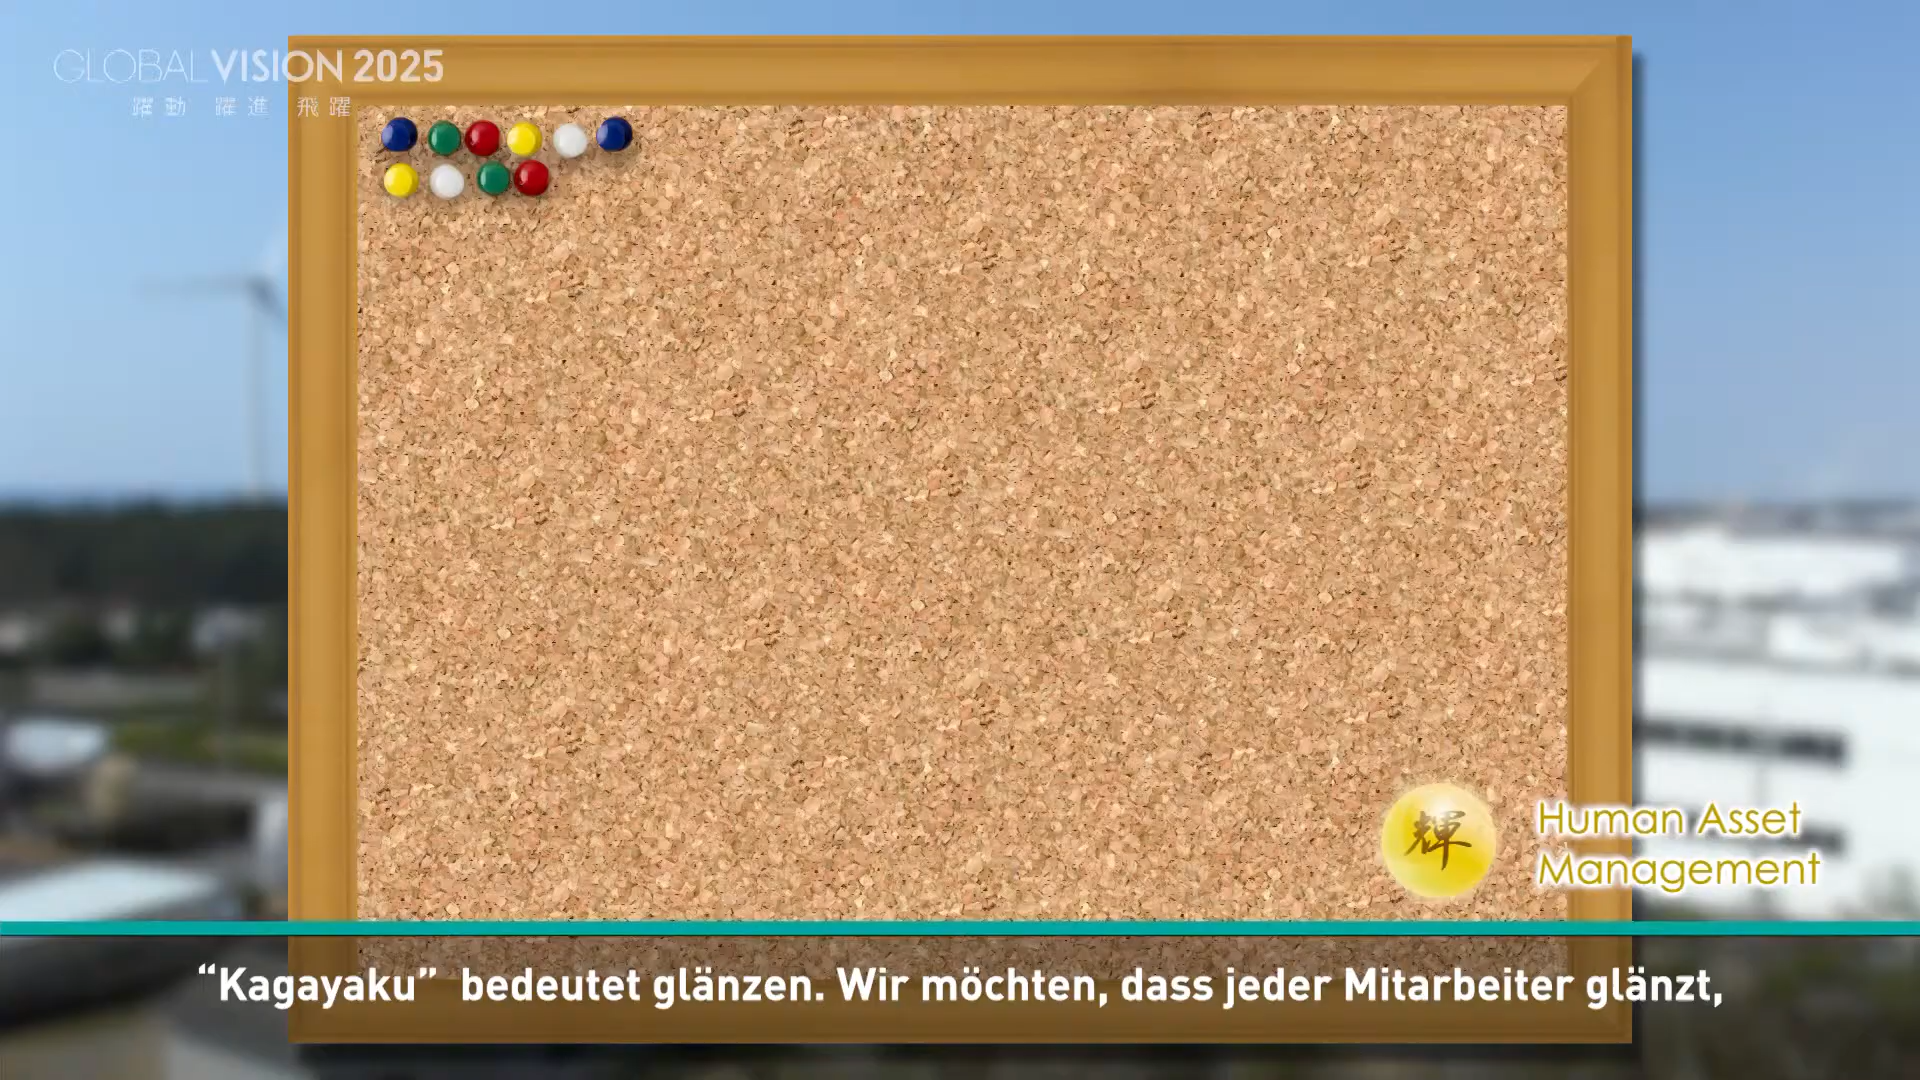 GLOBAL VISION 2025
躍動 躍進 飛躍
輝
Human Asset
Management
“Kagayaku” bedeutet glänzen. Wir möchten, dass jeder Mitarbeiter glänzt,